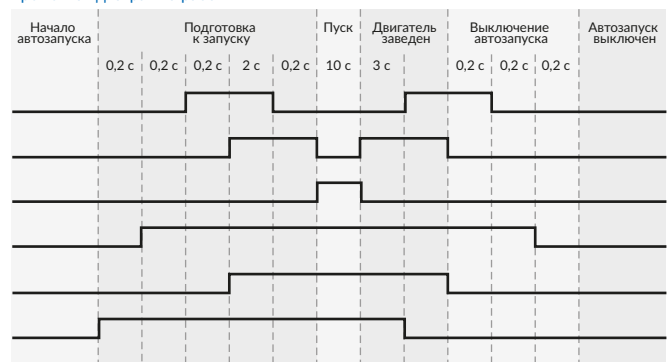 Начало
автозапуска
Подготовка
к запуску
Пуск
Двигатель
заведен
Выключение
автозапуска
Автозапуск
выключен
0,2 с 0,2 с 0,2 с 2 с 0,2 с 10 с 3 с 0,2 с 0,2 с 0,2 с